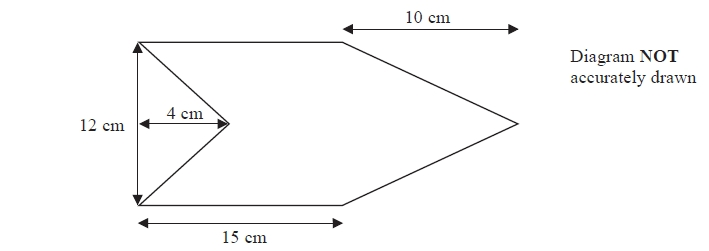 10 cm
Diagram NOT
accurately drawn
4 cm
12 cm
15 cm